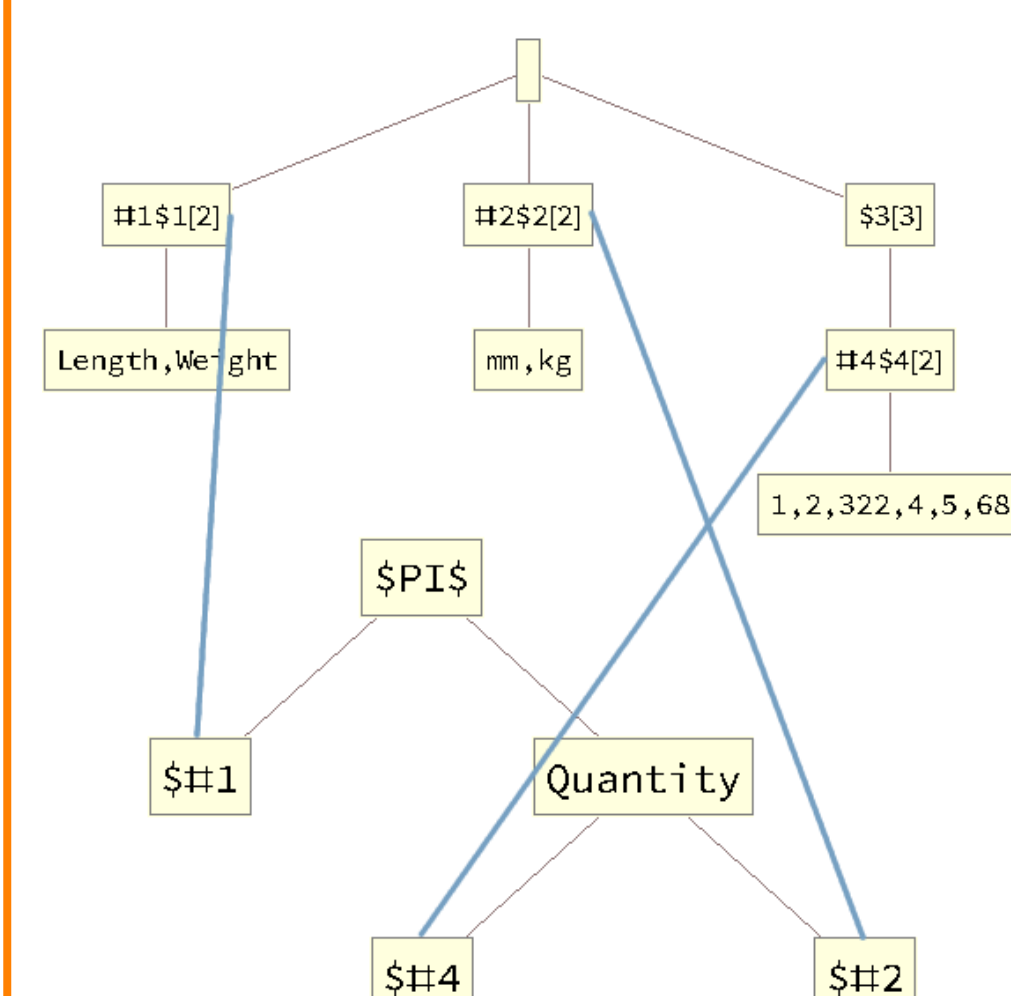 #1$1[2]
#2$2[2]
$3[3]
Length,Weight
mm,kg
#4$4[2]
1,2,322,4,5,68
$PI$
$#1
Quantity
$#4
$#2